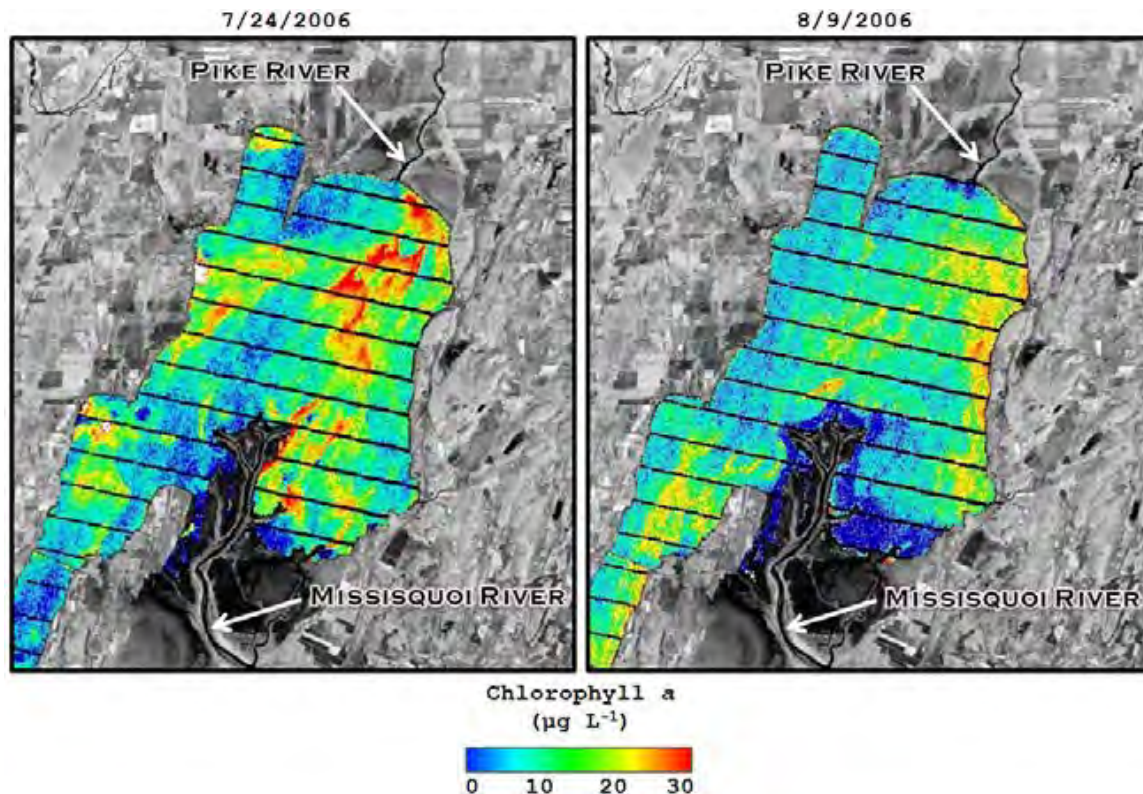 7/24/2006
8/9/2006
PIKE RIVER
PIKE RIVER
MISSISQUOI RIVER
MISSISQUOI RIVER
Chlorophyll a
(µg L⁻¹)
0 10 20 30